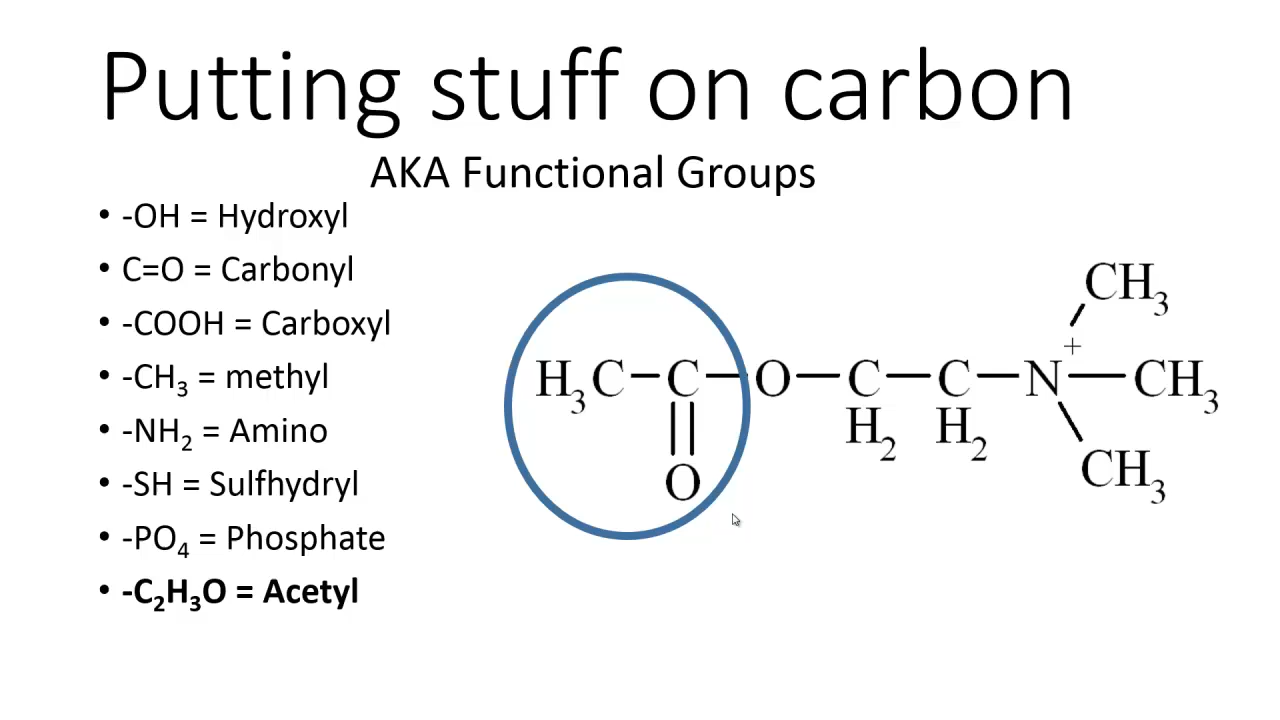 Putting stuff on carbon
AKA Functional Groups
• -OH = Hydroxyl
• C=O = Carbonyl
• -COOH = Carboxyl
• -CH₃ = methyl
• -NH₂ = Amino
• -SH = Sulfhydryl
• -PO₄ = Phosphate
• -C₂H₃O = Acetyl
CH₃
+
H₃C — C — O — C — C — N — CH₃
H₂ H₂
O
CH₃